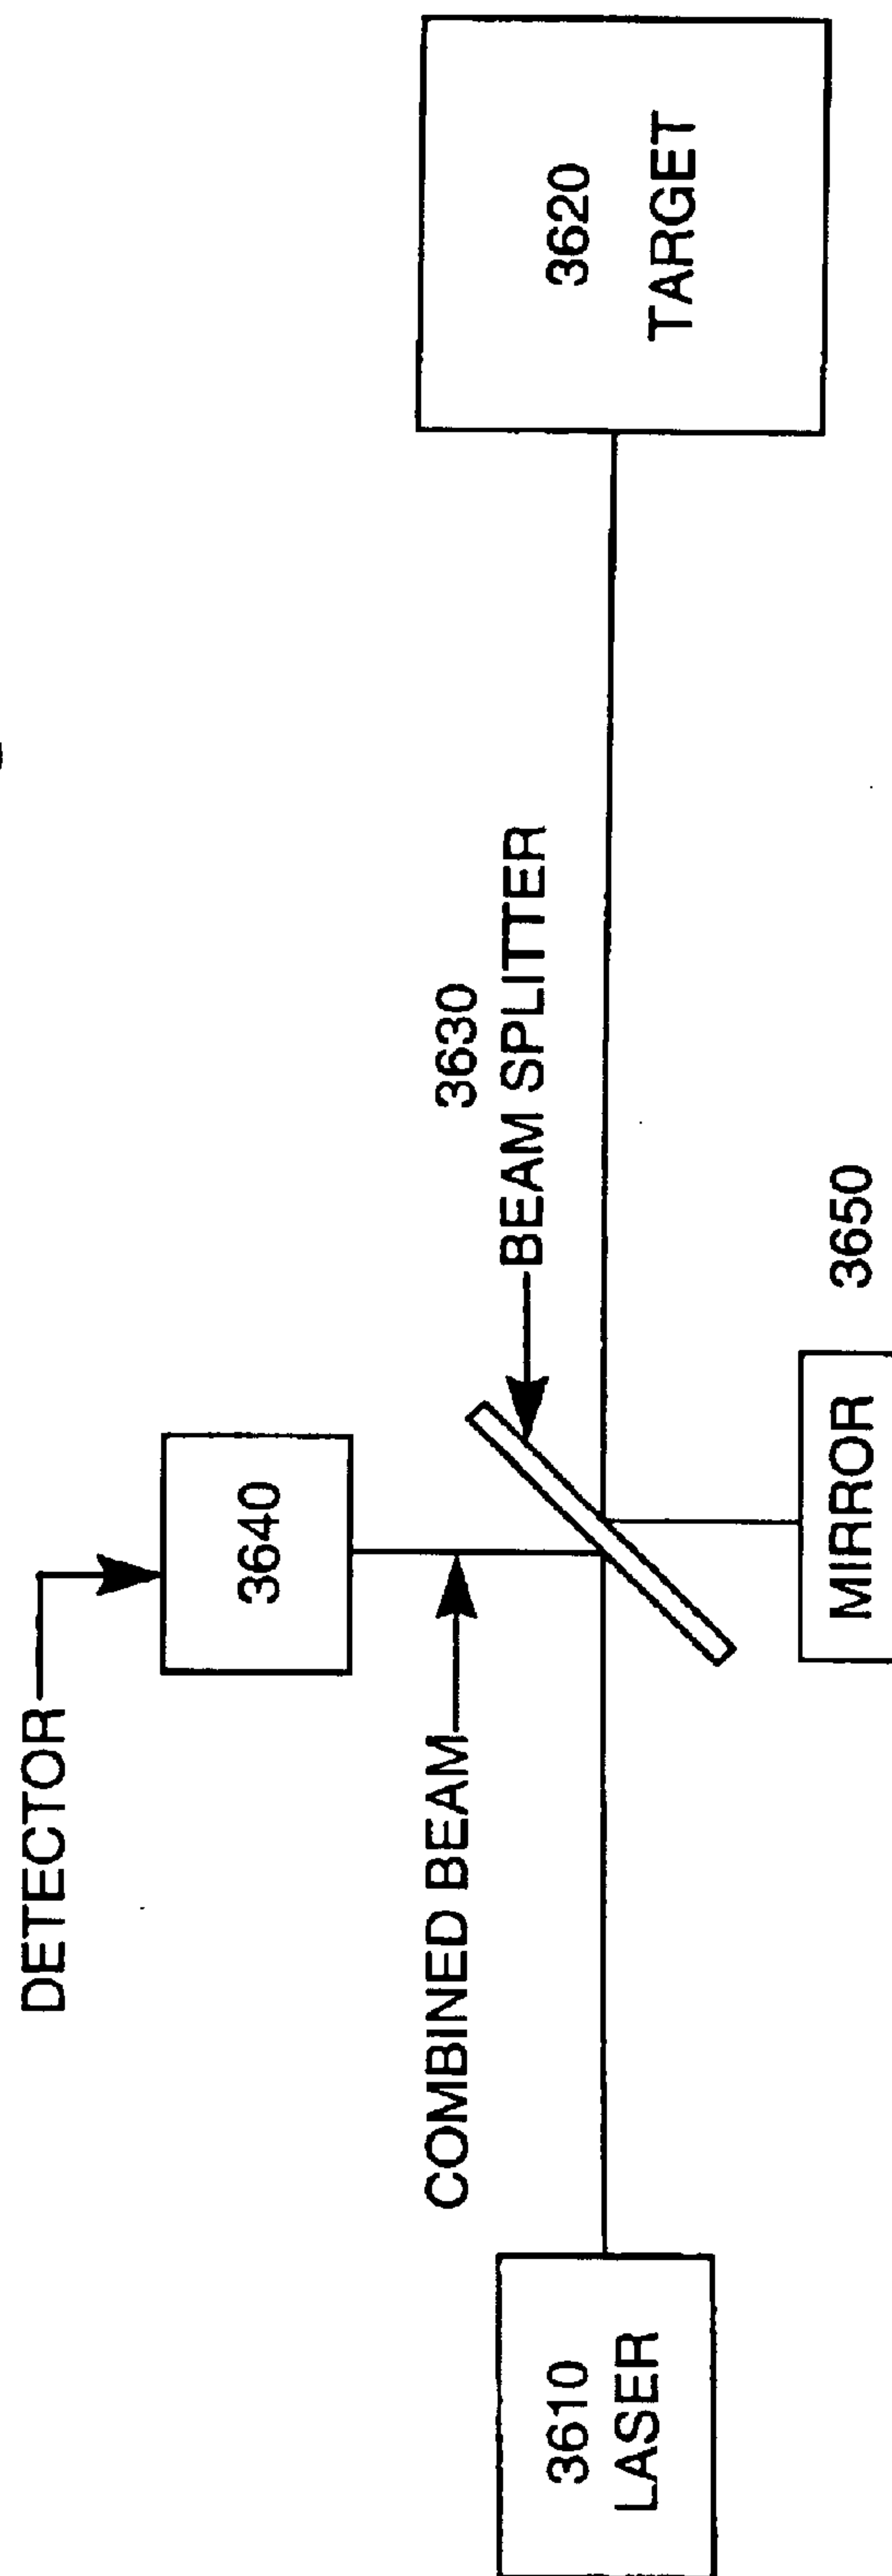 DETECTOR
3640
COMBINED BEAM
3630
BEAM SPLITTER
3610
LASER
3620
TARGET
MIRROR
3650